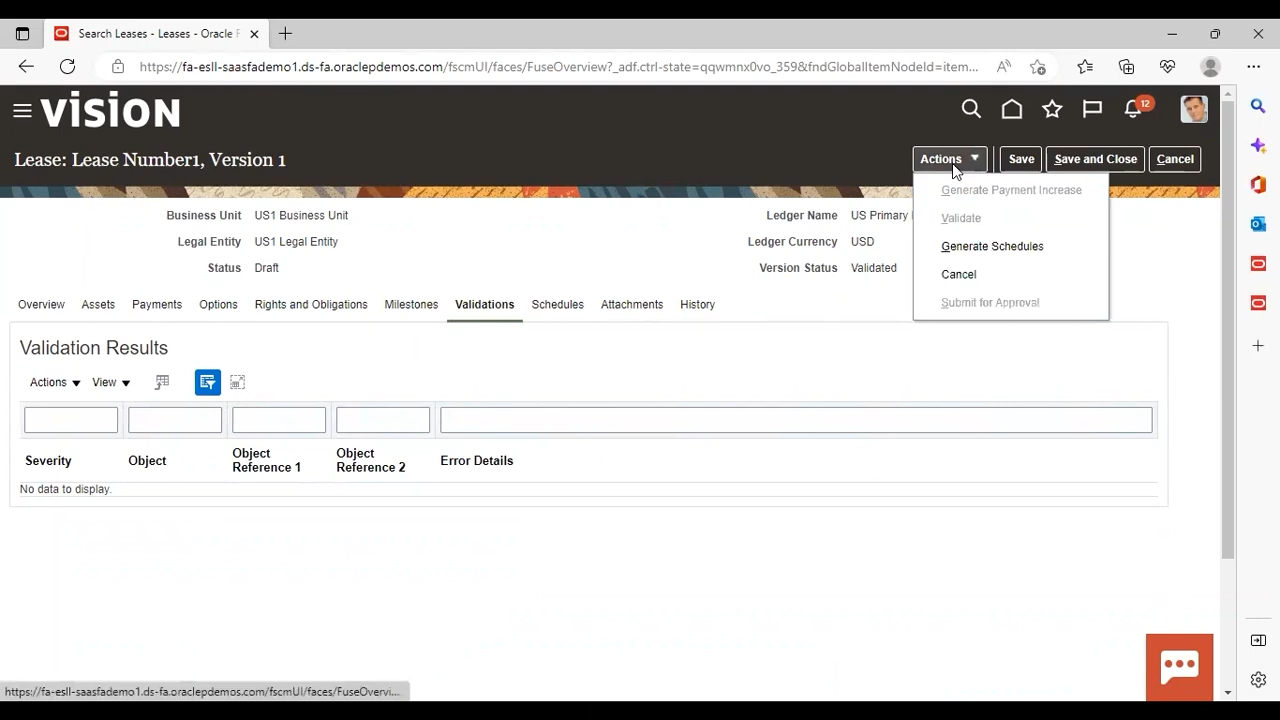 Search Leases - Leases - Oracle F
https://fa-esll-saasfademo1.ds-fa.oraclepdemos.com/fscmUI/faces/FuseOverview?_adf.ctrl-state=qqwmnx0vo_359&fndGlobalItemNodeId=item...
vision
12
Lease: Lease Number1, Version 1
Actions Save Save and Close Cancel
Generate Payment Increase
Validate
Generate Schedules
Cancel
Submit for Approval
Business Unit US1 Business Unit
Legal Entity US1 Legal Entity
Status Draft
Ledger Name US Primary
Ledger Currency USD
Version Status Validated
Overview Assets Payments Options Rights and Obligations Milestones Validations Schedules Attachments History
Validation Results
Actions View
Severity Object Object Reference 1 Object Reference 2 Error Details
No data to display.
https://fa-esll-saasfademo1.ds-fa.oraclepdemos.com/fscmUI/faces/FuseOvervi...